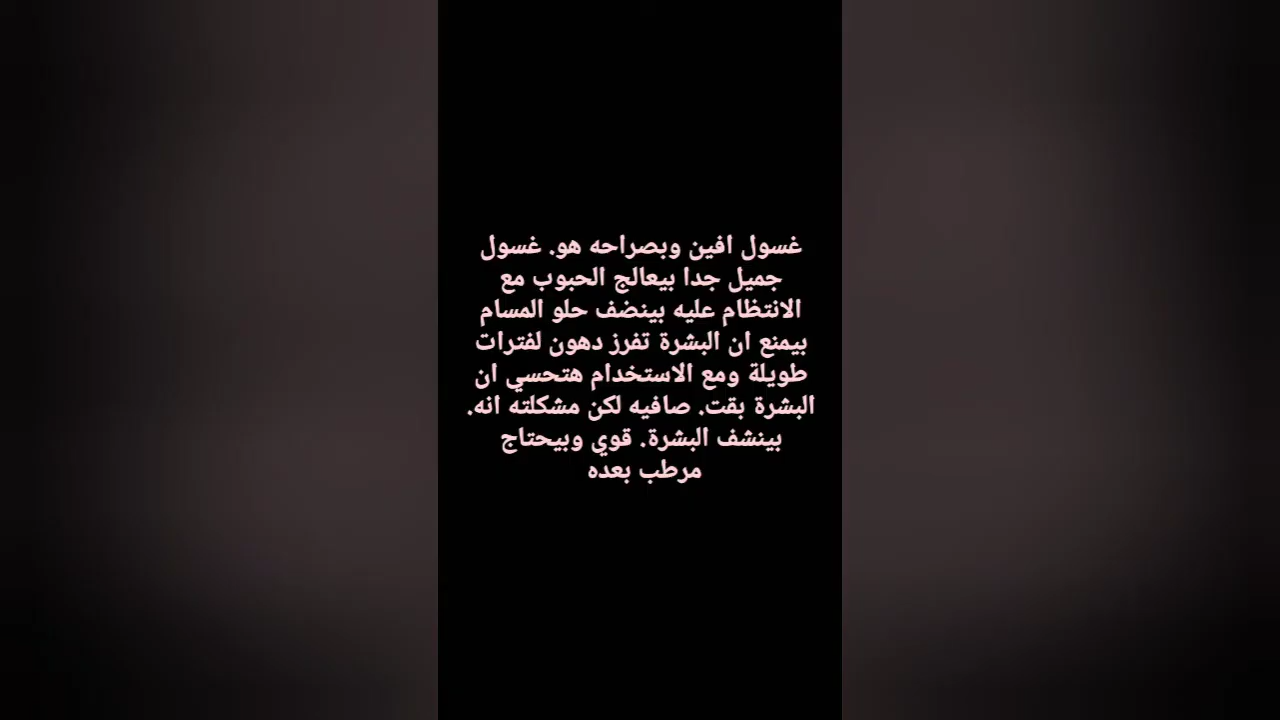 غسول افين وبصراحه هو. غسول
جميل جدا بيعالج الحبوب مع
الانتظام عليه بينضف حلو المسام
بيمنع ان البشرة تفرز دهون لفترات
طويلة ومع الاستخدام هتحسي ان
البشرة بقت. صافيه لكن مشكلته انه.
بينشف البشرة. قوي وبيحتاج
مرطب بعده